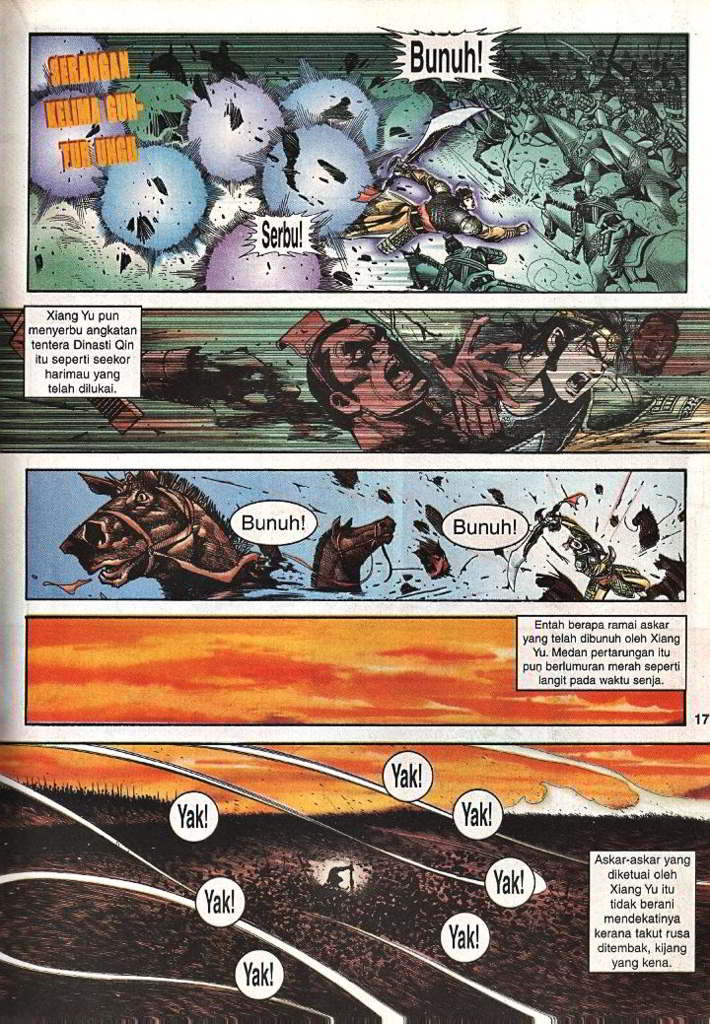 Bunuh!
SERANGAN
KELIMA GUN-
TUR UNGU
Serbu!
Xiang Yu pun
menyerbu angkatan
tentera Dinasti Qin
itu seperti seekor
harimau yang
telah dilukai.
Bunuh!
Bunuh!
Entah berapa ramai askar
yang telah dibunuh oleh Xiang
Yu. Medan pertarungan itu
pun berlumuran merah seperti
langit pada waktu senja.
17
Yak!
Yak!
Yak!
Yak!
Yak!
Yak!
Yak!
Askar-askar yang
diketuai oleh
Xiang Yu itu
tidak berani
mendekatinya
kerana takut rusa
ditembak, kijang
yang kena.